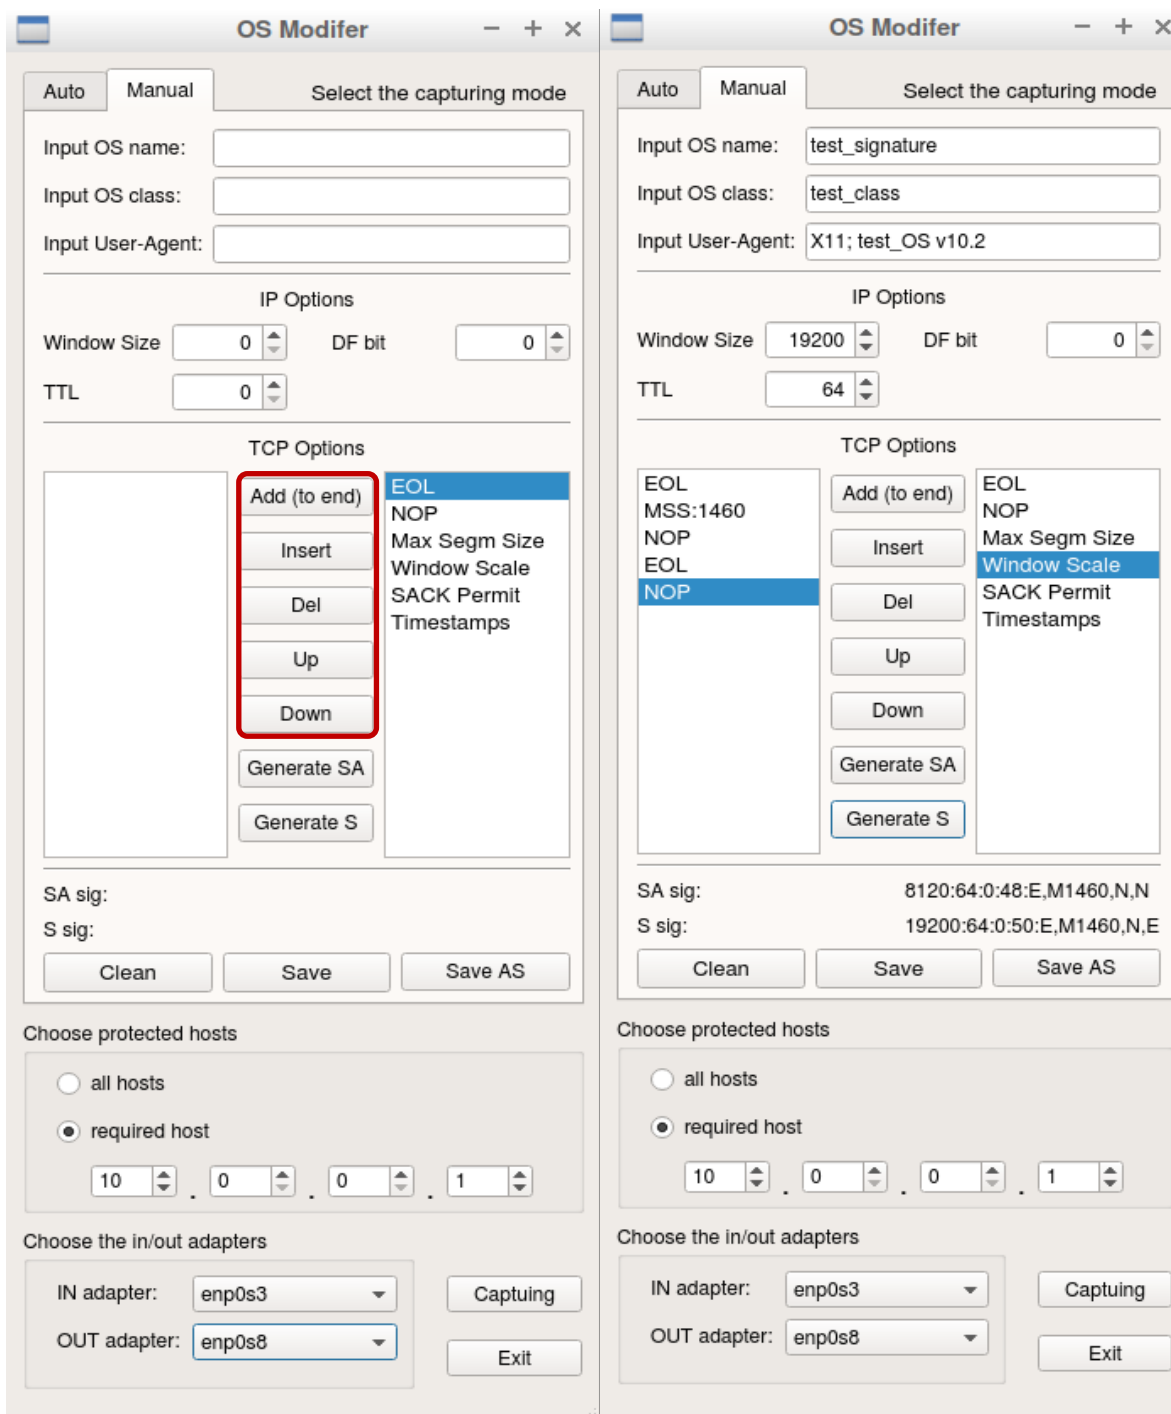 OS Modifer
Auto
Manual
Select the capturing mode
Input OS name:
Input OS class:
Input User-Agent:
IP Options
Window Size
0
DF bit
0
TTL
0
TCP Options
Add (to end)
Insert
Del
Up
Down
Generate SA
Generate S
EOL
NOP
Max Segm Size
Window Scale
SACK Permit
Timestamps
SA sig:
S sig:
Clean
Save
Save AS
Choose protected hosts
all hosts
required host
10 . 0 . 0 . 1
Choose the in/out adapters
IN adapter:
enp0s3
Captuing
OUT adapter:
enp0s8
Exit
OS Modifer
Auto
Manual
Select the capturing mode
Input OS name:
test_signature
Input OS class:
test_class
Input User-Agent:
X11; test_OS v10.2
IP Options
Window Size
19200
DF bit
0
TTL
64
TCP Options
EOL
MSS:1460
NOP
EOL
NOP
Add (to end)
Insert
Del
Up
Down
Generate SA
Generate S
EOL
NOP
Max Segm Size
Window Scale
SACK Permit
Timestamps
SA sig:
8120:64:0:48:E,M1460,N,N
S sig:
19200:64:0:50:E,M1460,N,E
Clean
Save
Save AS
Choose protected hosts
all hosts
required host
10 . 0 . 0 . 1
Choose the in/out adapters
IN adapter:
enp0s3
Captuing
OUT adapter:
enp0s8
Exit